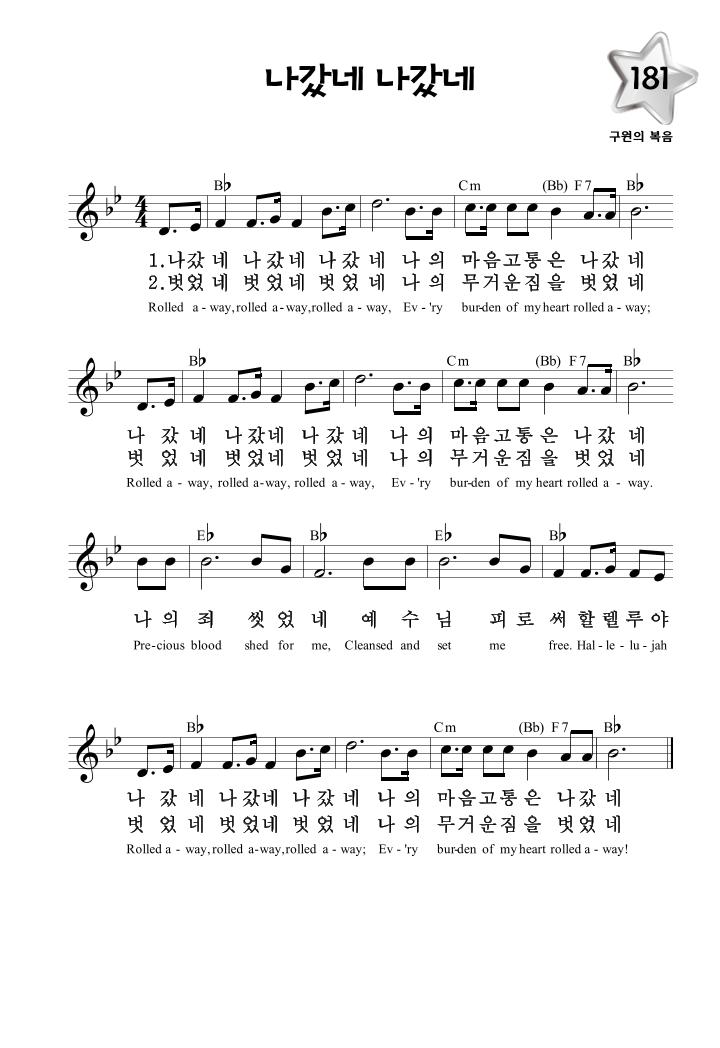 나갔네 나갔네
181
구원의 복음
B♭ Cm (Bb) F7 B♭
1.나갔네 나갔네 나갔네 나의 마음고통은 나갔네
2.벗었네 벗었네 벗었네 나의 무거운짐을 벗었네
Rolled a - way, rolled a - way, rolled a - way, Ev - 'ry bur-den of my heart rolled a - way;
B♭ Cm (Bb) F7 B♭
나 갔네 나갔네 나갔네 나의 마음고통은 나갔네
벗 었네 벗었네 벗었네 나의 무거운짐을 벗었네
Rolled a - way, rolled a-way, rolled a - way, Ev - 'ry bur-den of my heart rolled a - way.
E♭ B♭ E♭ B♭
나의 죄 씻었네 예수님 피로써 할렐루야
Pre-cious blood shed for me, Cleansed and set me free. Hal - le - lu - jah
B♭ Cm (Bb) F7 B♭
나 갔네 나갔네 나갔네 나의 마음고통은 나갔네
벗 었네 벗었네 벗었네 나의 무거운짐을 벗었네
Rolled a - way, rolled a-way, rolled a - way; Ev - 'ry bur-den of my heart rolled a - way!